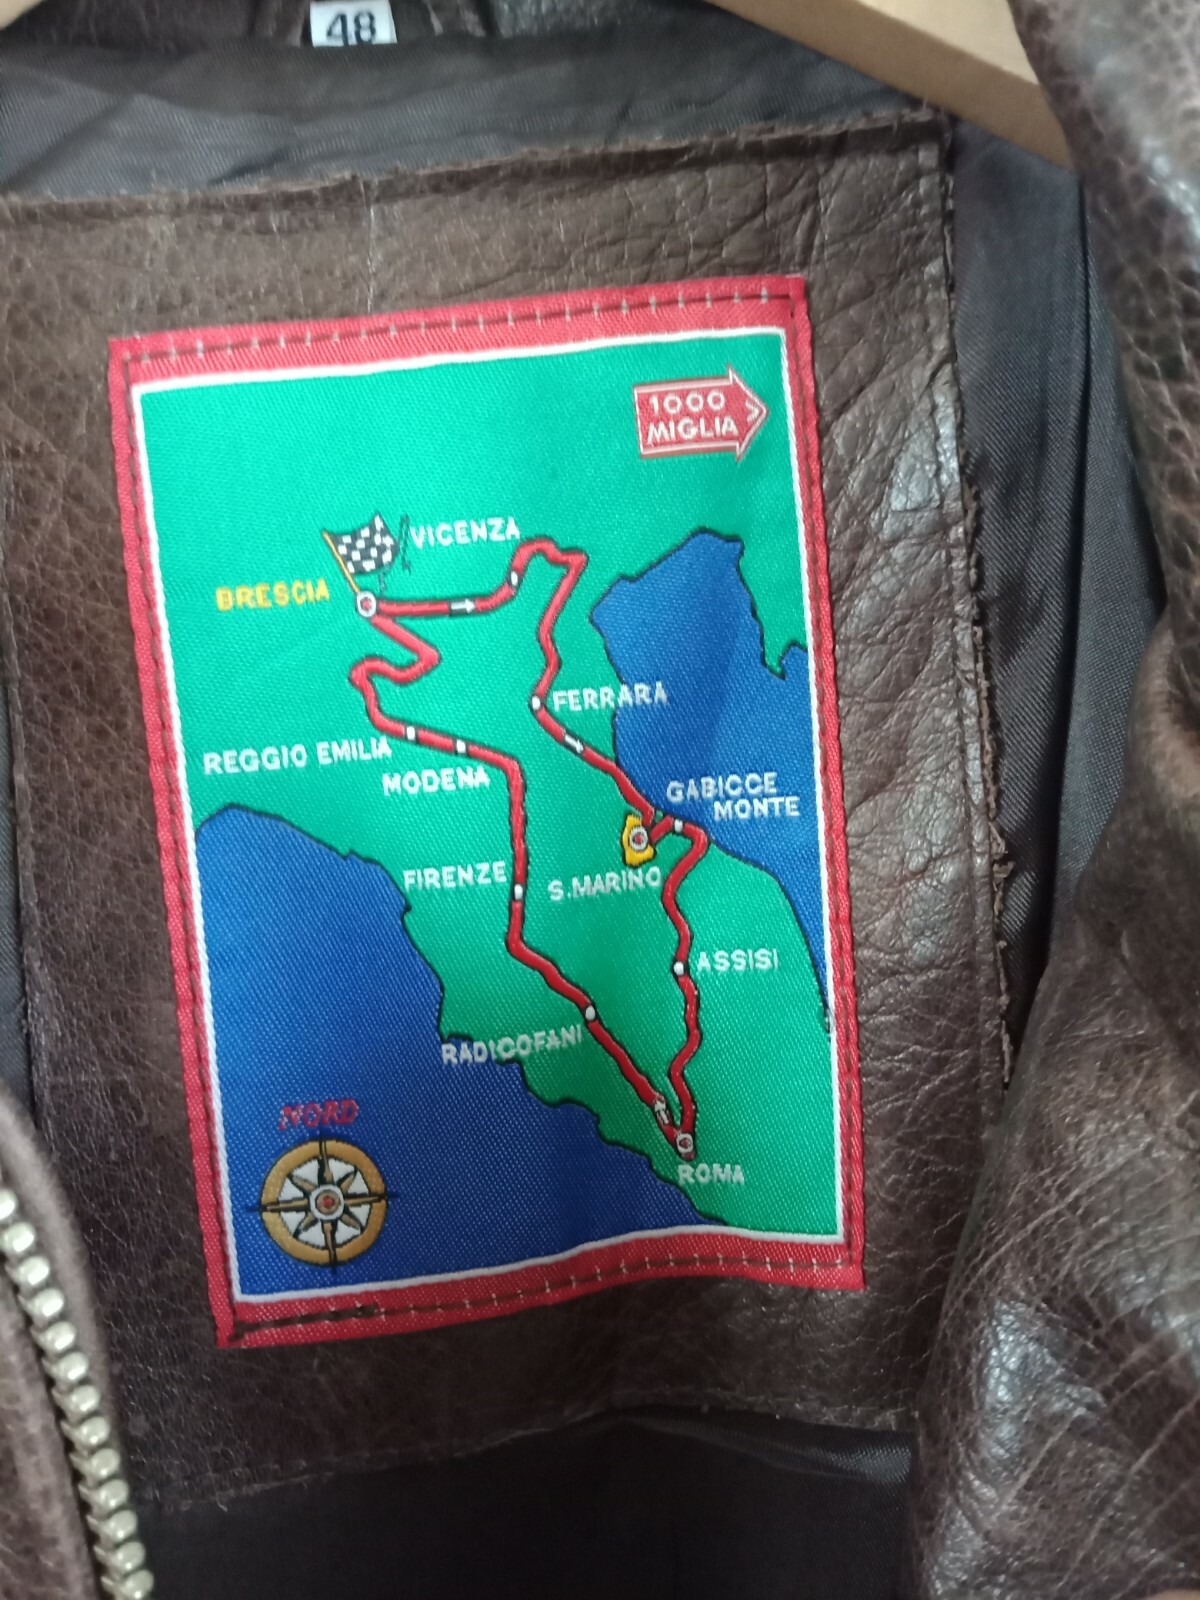 48
1000
MIGLIA
VICENZA
BRESCIA
FERRARA
REGGIO EMILIA
MODENA
GABICCE
MONTE
FIRENZE
S.MARINO
ASSISI
RADICOFANI
NORD
ROMA